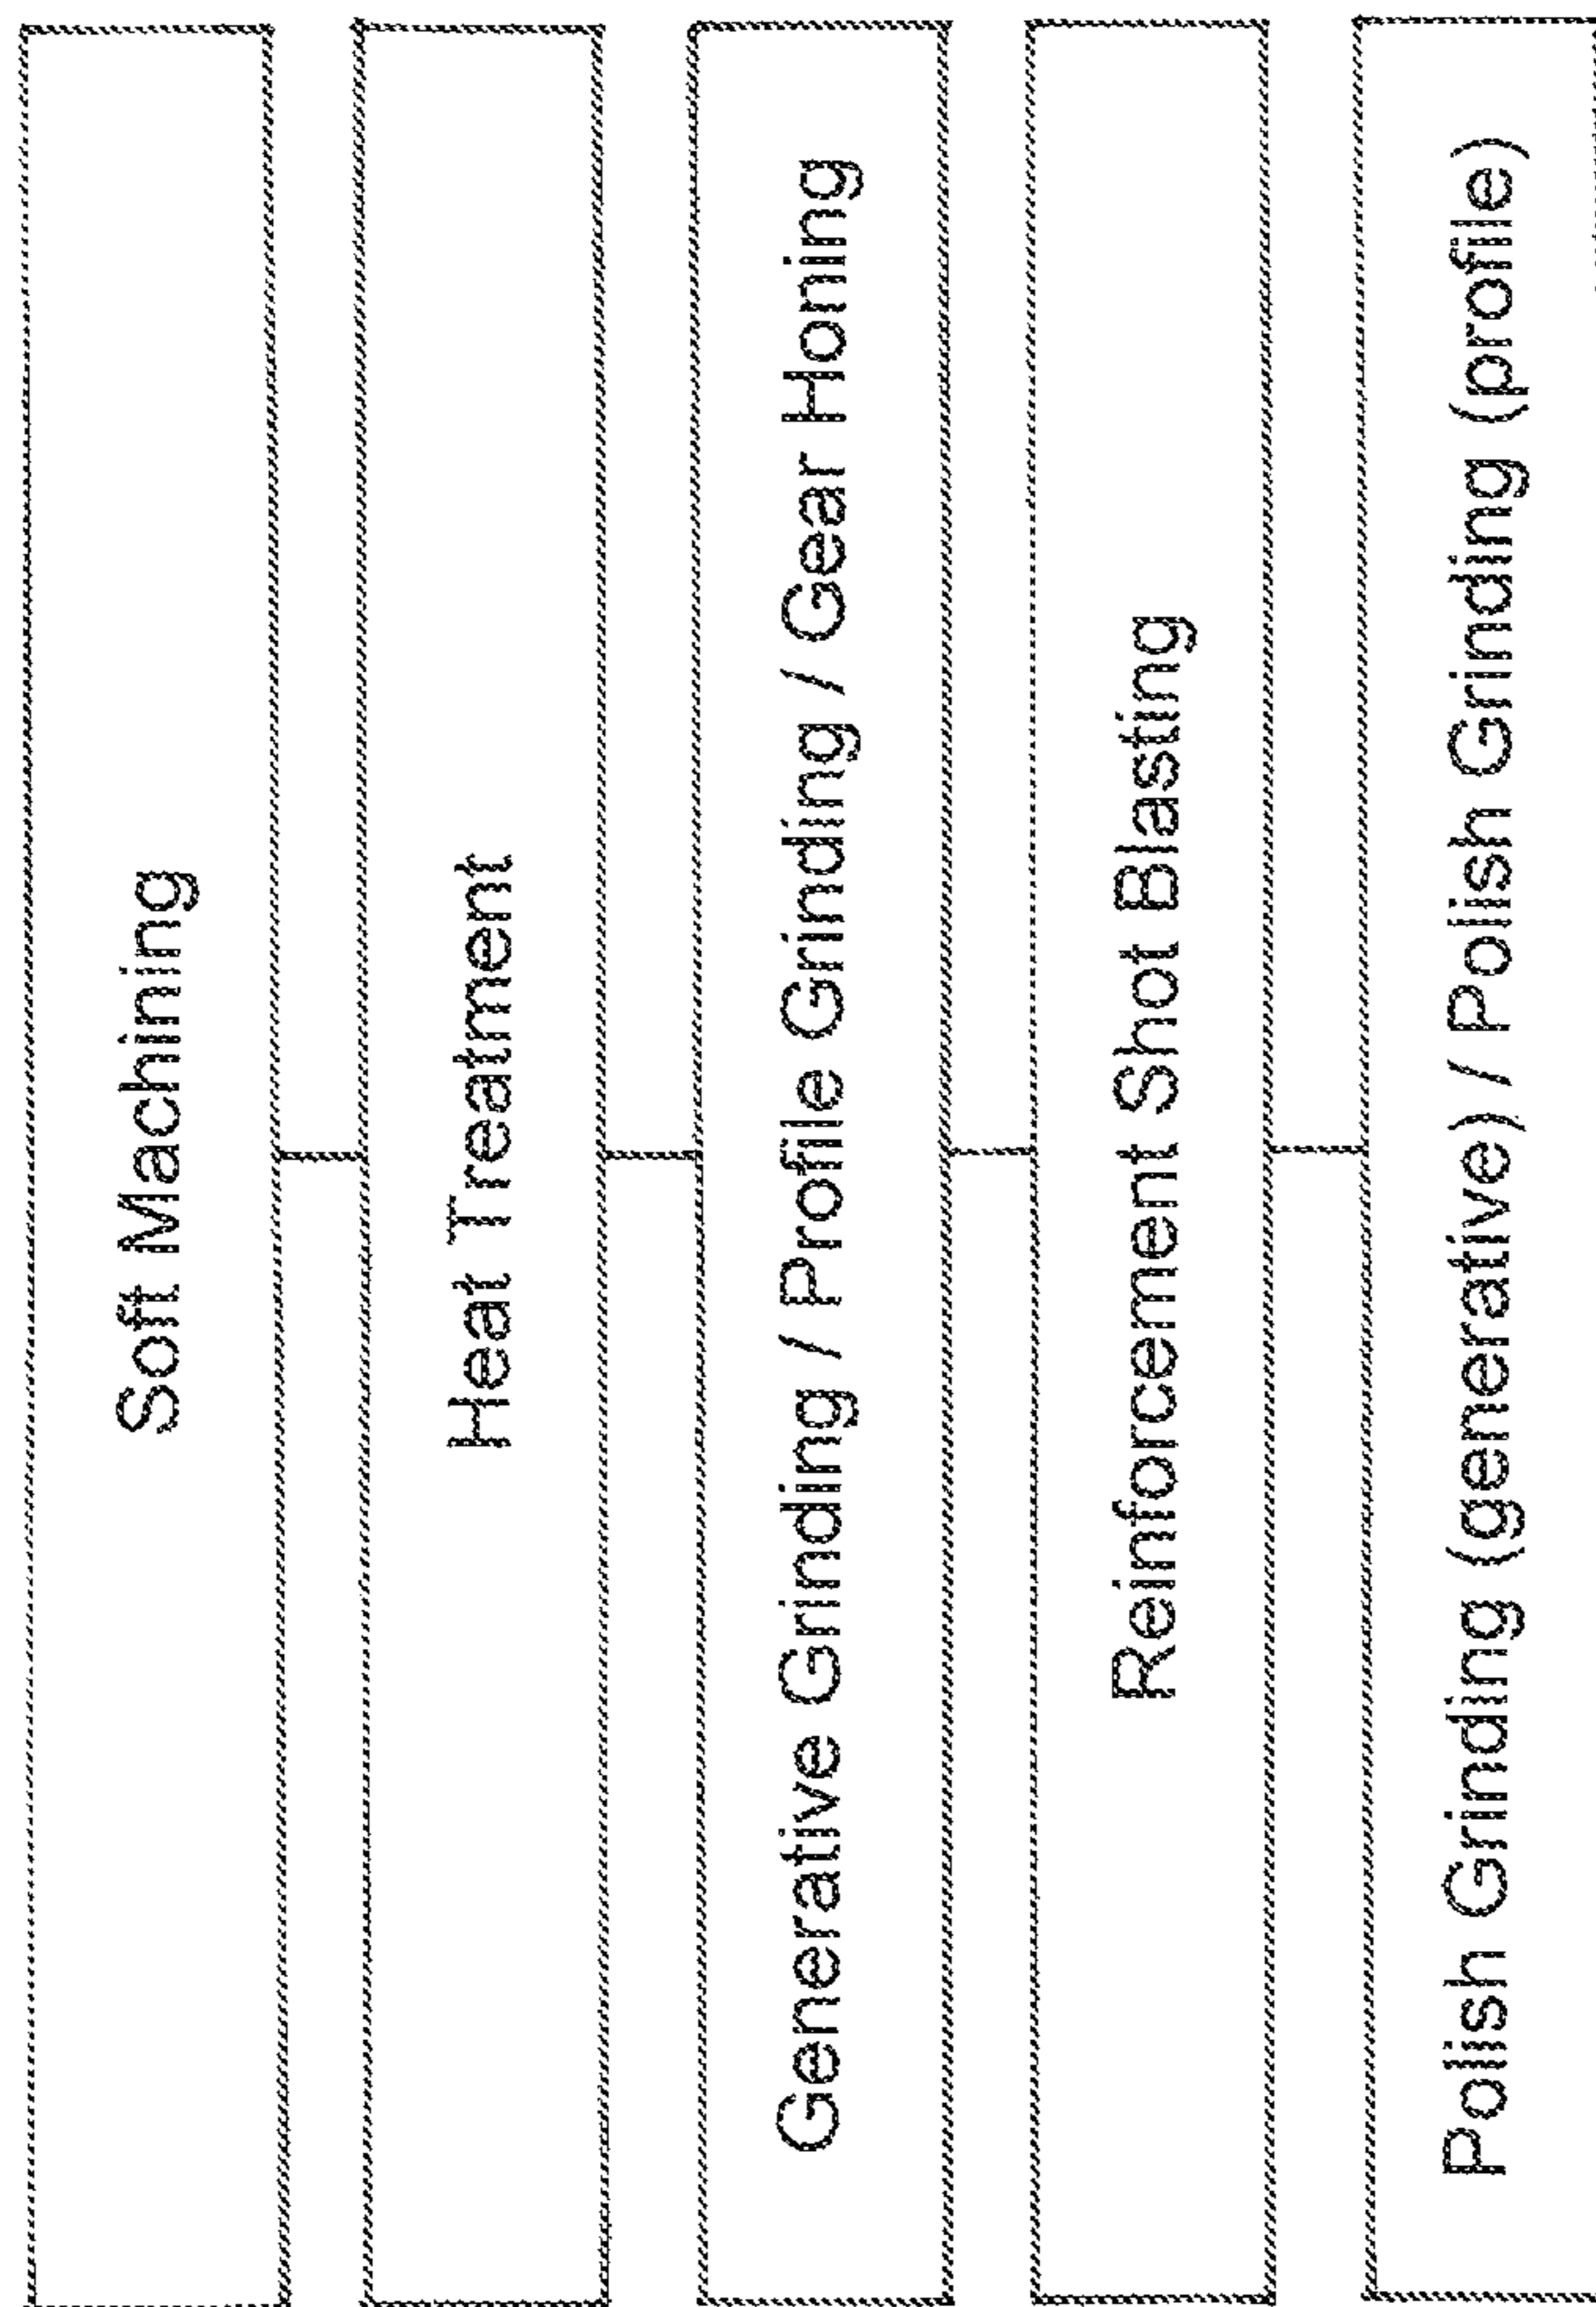 Soft Machining
Heat Treatment
Generative Grinding / Profile Grinding / Gear Honing
Reinforcement Shot Blasting
Polish Grinding (generative) / Polish Grinding (profile)